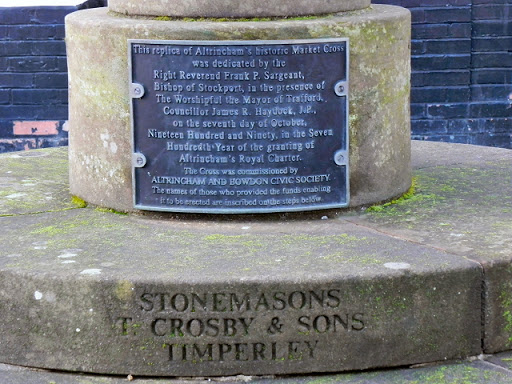 This replica of Altrincham's historic Market Cross
was dedicated by the
Right Reverend Frank P. Sargeant,
Bishop of Stockport, in the presence of
The Worshipful the Mayor of Trafford,
Councillor James R. Haydock, J.P.,
on the seventh day of October,
Nineteen Hundred and Ninety, in the Seven
Hundredth Year of the granting of
Altrincham's Royal Charter.
The Cross was commissioned by
ALTRINCHAM AND BOWDON CIVIC SOCIETY.
The names of those who provided the funds enabling
it to be erected are inscribed on the steps below.
STONEMASONS
T. CROSBY & SONS
TIMPERLEY